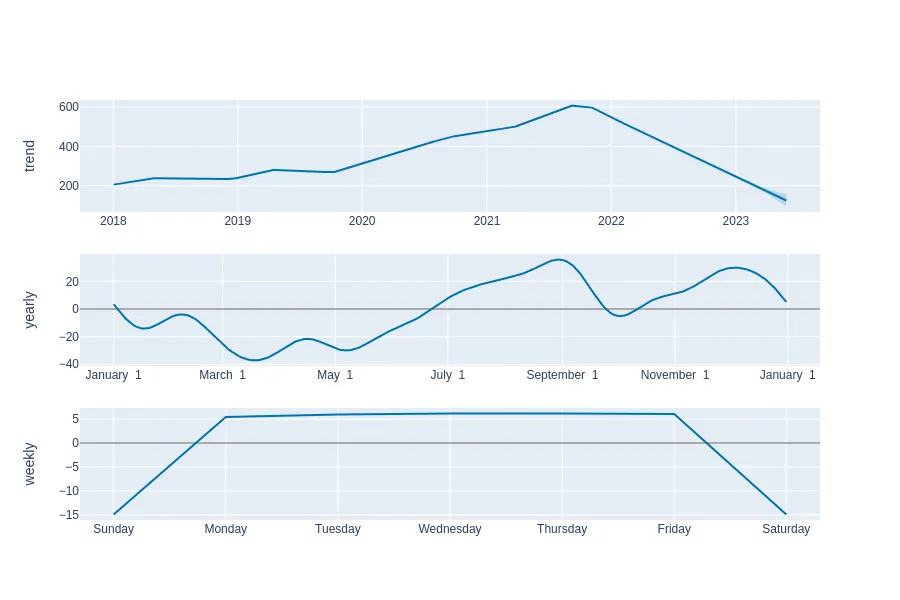 600
400
200
trend
2018 2019 2020 2021 2022 2023
20
0
−20
−40
yearly
January 1 March 1 May 1 July 1 September 1 November 1 January 1
5
0
−5
−10
−15
weekly
Sunday Monday Tuesday Wednesday Thursday Friday Saturday